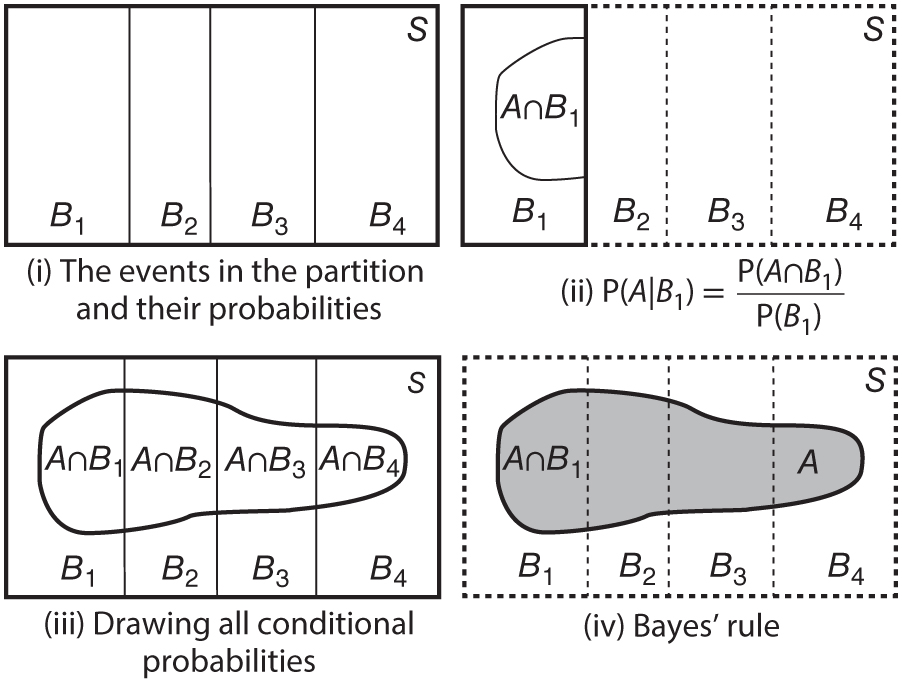 S
B₁ B₂ B₃ B₄
(i) The events in the partition
and their probabilities
S
A∩B₁
B₁ B₂ B₃ B₄
(ii) P(A|B₁) = P(A∩B₁)
P(B₁)
S
A∩B₁ A∩B₂ A∩B₃ A∩B₄
B₁ B₂ B₃ B₄
(iii) Drawing all conditional
probabilities
S
A∩B₁ A
B₁ B₂ B₃ B₄
(iv) Bayes’ rule